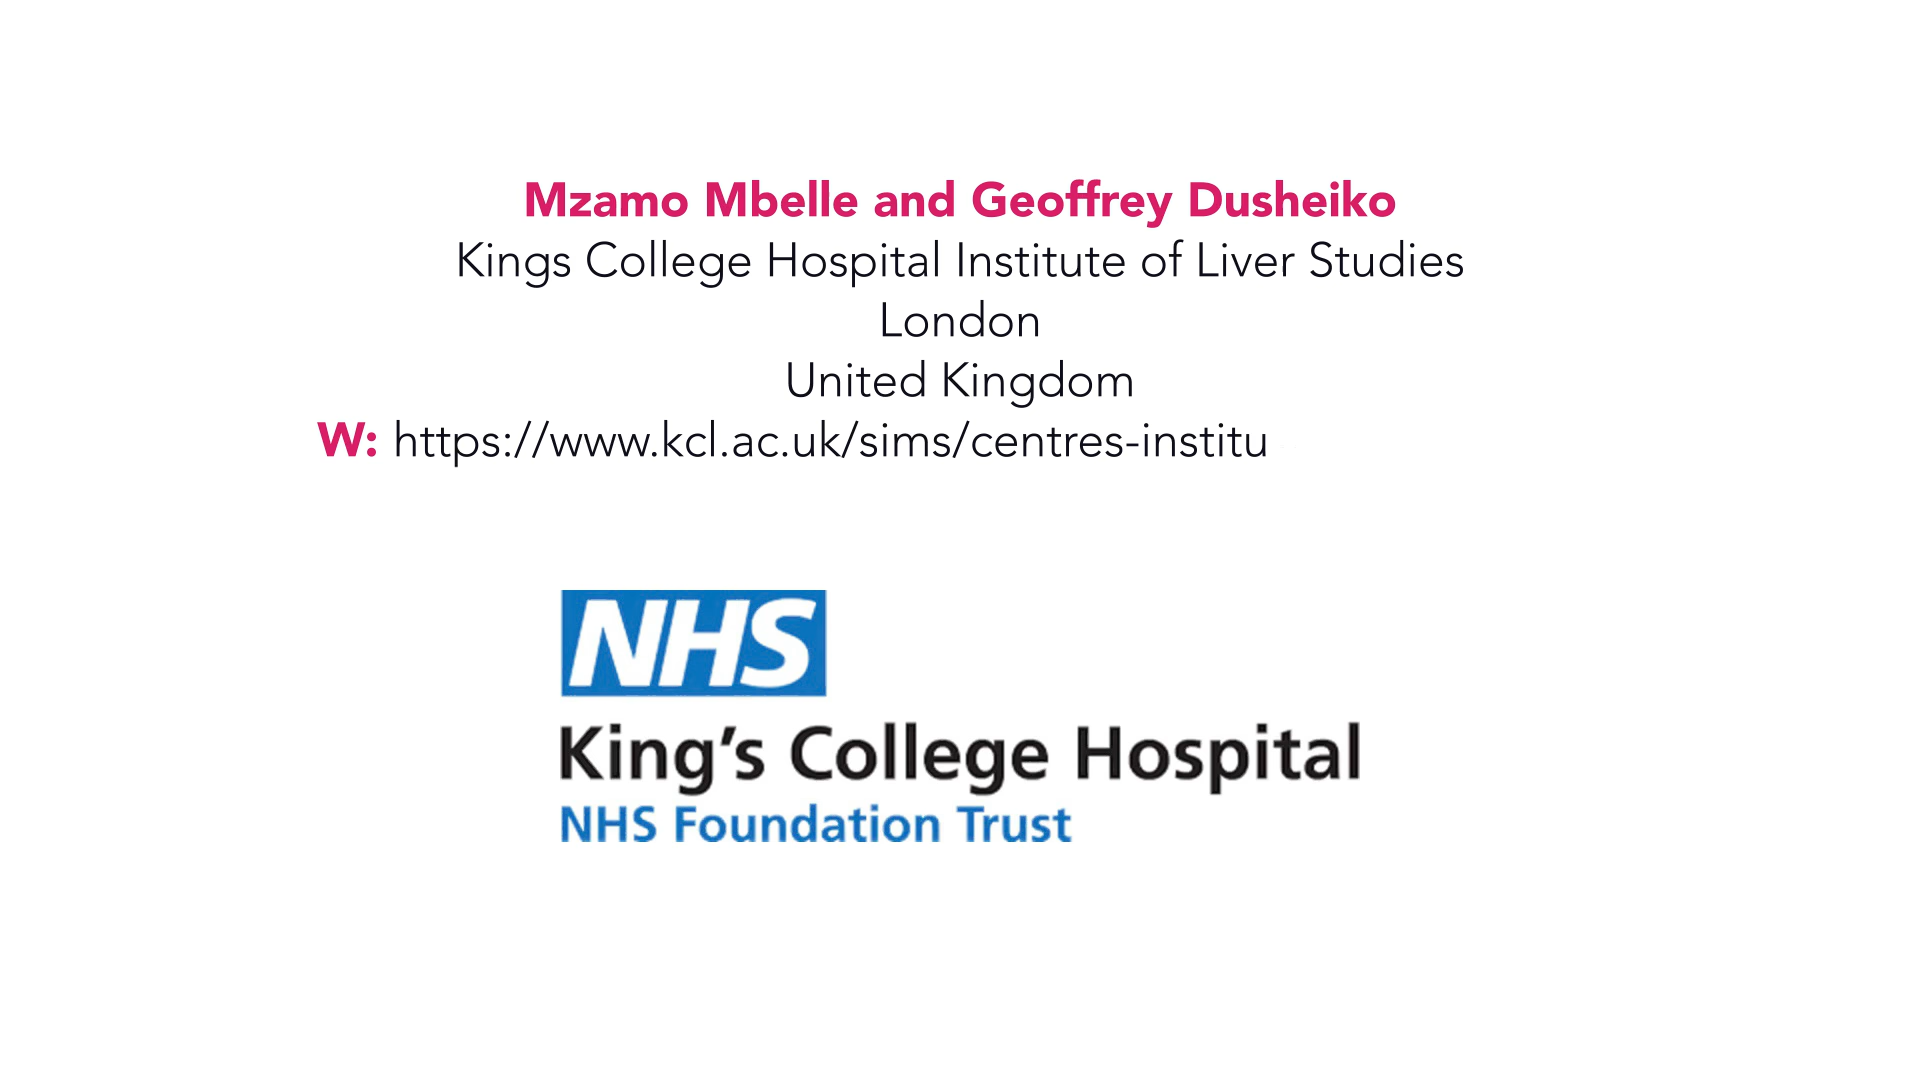 Mzamo Mbelle and Geoffrey Dusheiko
Kings College Hospital Institute of Liver Studies
London
United Kingdom
W: https://www.kcl.ac.uk/sims/centres-institu
NHS
King’s College Hospital
NHS Foundation Trust